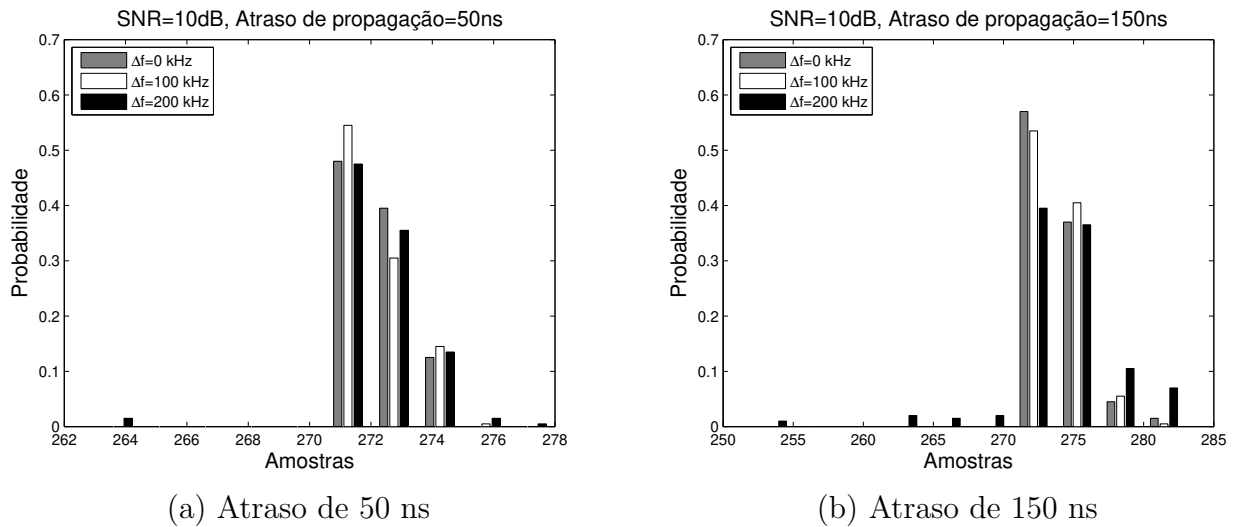 SNR=10dB, Atraso de propagação=50ns
0.7
0.6
0.5
0.4
0.3
0.2
0.1
0
Probabilidade
Δf=0 kHz
Δf=100 kHz
Δf=200 kHz
262 264 266 268 270 272 274 276 278
Amostras
(a) Atraso de 50 ns
SNR=10dB, Atraso de propagação=150ns
0.7
0.6
0.5
0.4
0.3
0.2
0.1
0
Probabilidade
Δf=0 kHz
Δf=100 kHz
Δf=200 kHz
250 255 260 265 270 275 280 285
Amostras
(b) Atraso de 150 ns